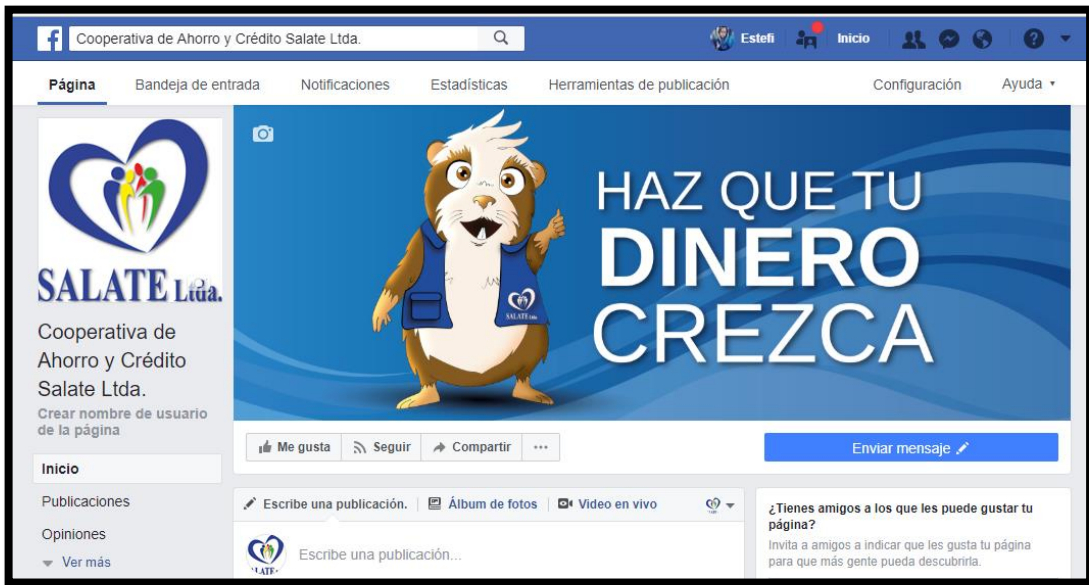 Cooperativa de Ahorro y Crédito Salate Ltda.
Estefi
Inicio
Página
Bandeja de entrada
Notificaciones
Estadísticas
Herramientas de publicación
Configuración
Ayuda
SALATE Ltda.
Cooperativa de
Ahorro y Crédito
Salate Ltda.
Crear nombre de usuario
de la página
Inicio
Publicaciones
Opiniones
Ver más
HAZ QUE TU
DINERO
CREZCA
SALATE Ltda
Me gusta
Seguir
Compartir
Enviar mensaje
Escribe una publicación.
Álbum de fotos
Video en vivo
Escribe una publicación...
¿Tienes amigos a los que les puede gustar tu
página?
Invita a amigos a indicar que les gusta tu página
para que más gente pueda descubrirla.